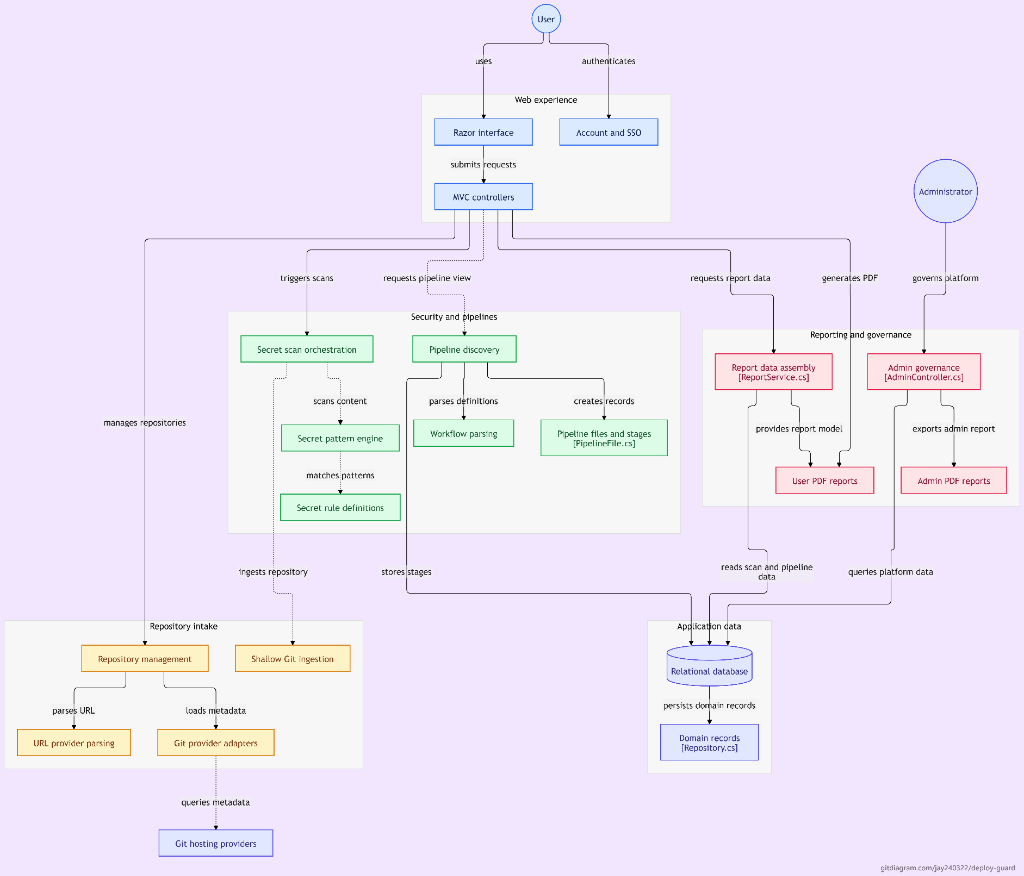 User
uses
authenticates
Web experience
Razor interface
Account and SSO
submits requests
MVC controllers
Administrator
triggers scans
requests pipeline view
requests report data
generates PDF
governs platform
Security and pipelines
Reporting and governance
Secret scan orchestration
Pipeline discovery
Report data assembly
[ReportService.cs]
Admin governance
[AdminController.cs]
scans content
parses definitions
creates records
manages repositories
provides report model
exports admin report
Secret pattern engine
Workflow parsing
Pipeline files and stages
[PipelineFile.cs]
matches patterns
User PDF reports
Admin PDF reports
Secret rule definitions
ingests repository
stores stages
reads scan and pipeline
data
queries platform data
Repository intake
Application data
Repository management
Shallow Git ingestion
Relational database
parses URL
loads metadata
persists domain records
URL provider parsing
Git provider adapters
Domain records
[Repository.cs]
queries metadata
Git hosting providers
gitdiagram.com/jay240322/deploy-guard